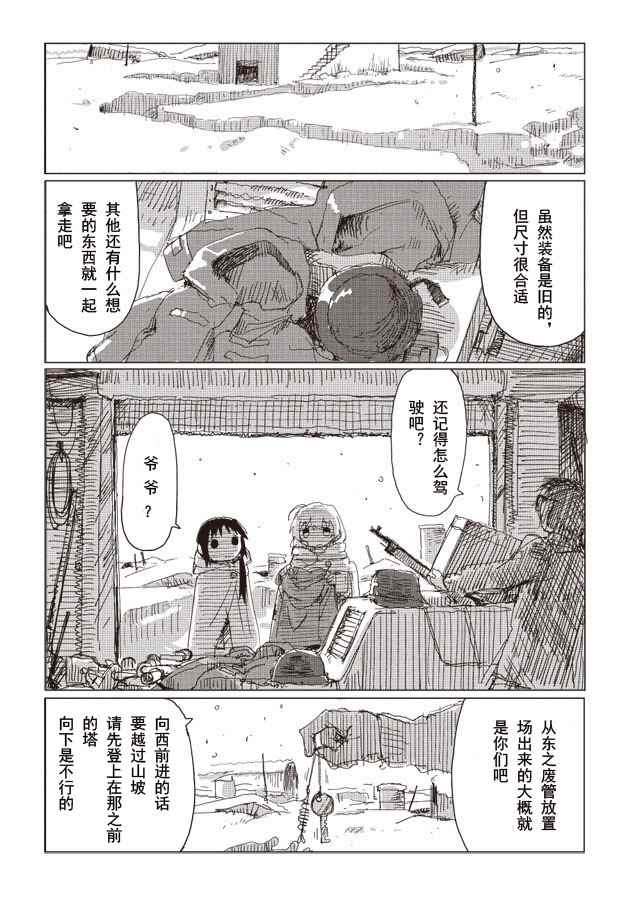 虽然装备是旧的，
但尺寸很合适
其他还有什么想
要的东西就一起
拿走吧
还记得怎么驾
驶吧？
爷爷？
从东之废管放置
场出来的大概就
是你们吧
向西前进的话
要越过山坡
请先登上在那之前
的塔
向下是不行的